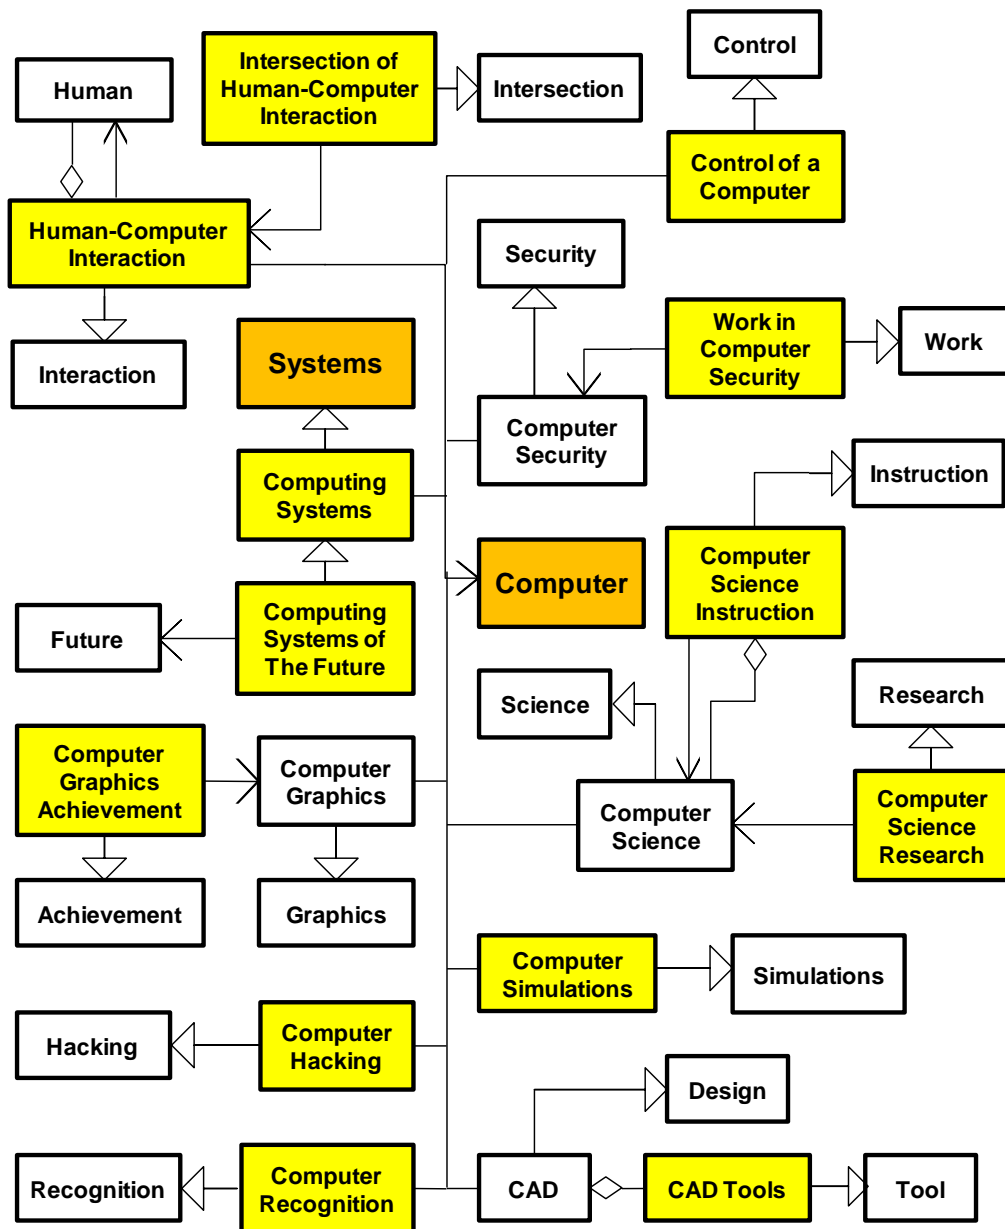 Control
Intersection of
Human-Computer
Interaction
Intersection
Human
Control of a
Computer
Human-Computer
Interaction
Security
Work in
Computer
Security
Work
Interaction
Systems
Computer
Security
Computing
Systems
Instruction
Computer
Computer
Science
Instruction
Future
Computing
Systems of
The Future
Science
Research
Computer
Graphics
Achievement
Computer
Graphics
Computer
Science
Computer
Science
Research
Achievement
Graphics
Computer
Simulations
Simulations
Hacking
Computer
Hacking
Design
Recognition
Computer
Recognition
CAD
CAD Tools
Tool